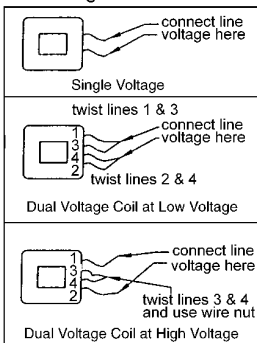 connect line
voltage here
Single Voltage
twist lines 1 & 3
connect line
voltage here
1
3
4
2
twist lines 2 & 4
Dual Voltage Coil at Low Voltage
connect line
voltage here
1
3
4
2
twist lines 3 & 4
and use wire nut
Dual Voltage Coil at High Voltage